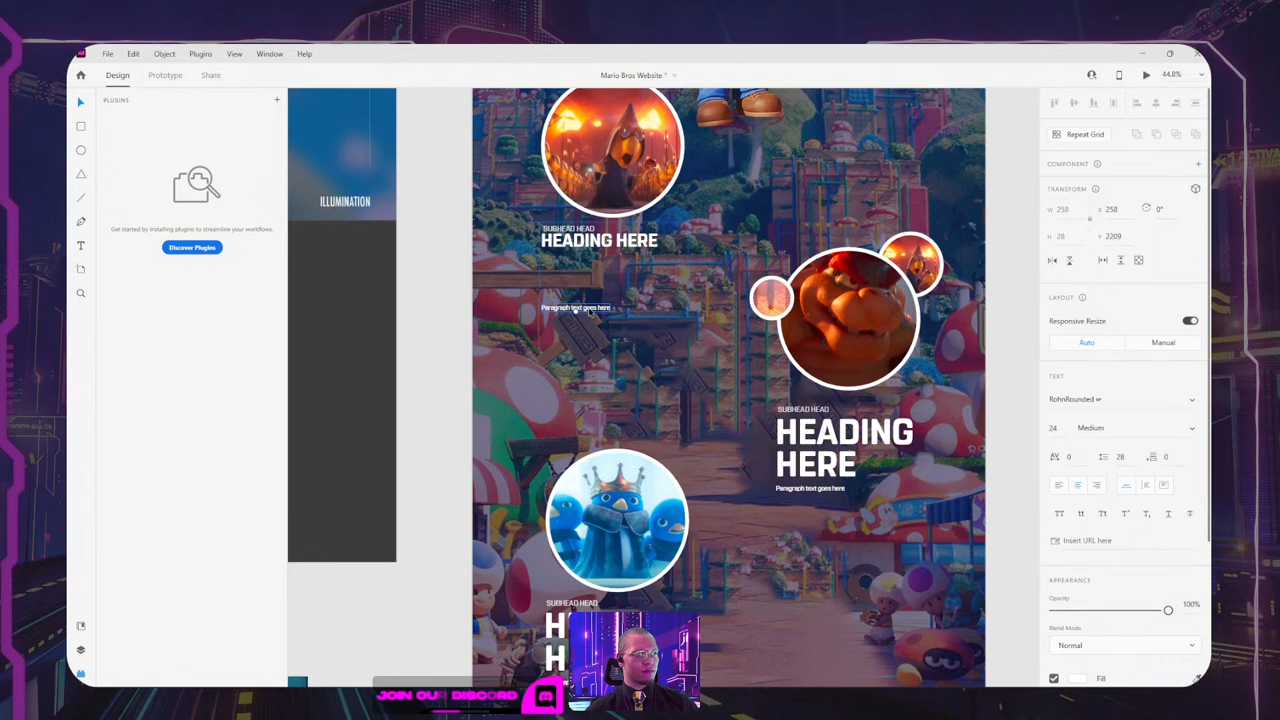 File Edit Object Plugins View Window Help
Design Prototype Share
Mario Bros Website *
44.8%
PLUGINS
Get started by installing plugins to streamline your workflows.
Discover Plugins
ILLUMINATION
SUBHEAD HEAD
HEADING HERE
Paragraph text goes here
SUBHEAD HEAD
HEADING
HERE
Paragraph text goes here
SUBHEAD HEAD
Repeat Grid
COMPONENT
TRANSFORM
W 258 X 258 0°
H 28 Y 2209
LAYOUT
Responsive Resize
Auto Manual
TEXT
RohnRounded
24 Medium
0 28 0
Insert URL here
APPEARANCE
Opacity
100%
Blend Mode
Normal
Fill
JOIN OUR DISCORD